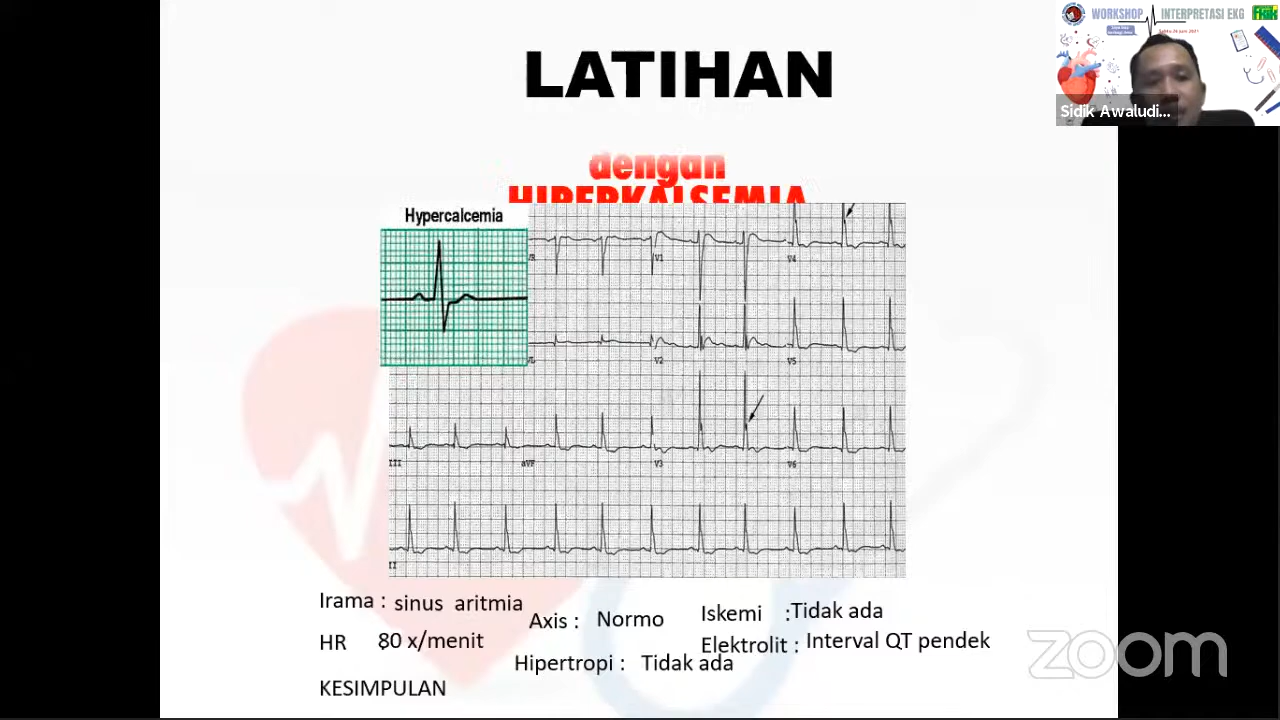 WORKSHOP INTERPRETASI EKG
Sidik Awaludi...
LATIHAN
dengan
HIPERKALSEMIA
Hypercalcemia
V1
V4
V2
V5
III
aVF
V3
V6
II
Irama : sinus aritmia
Axis : Normo
Iskemi : Tidak ada
HR 80 x/menit
Elektrolit : Interval QT pendek
Hipertropi : Tidak ada
KESIMPULAN
zoom